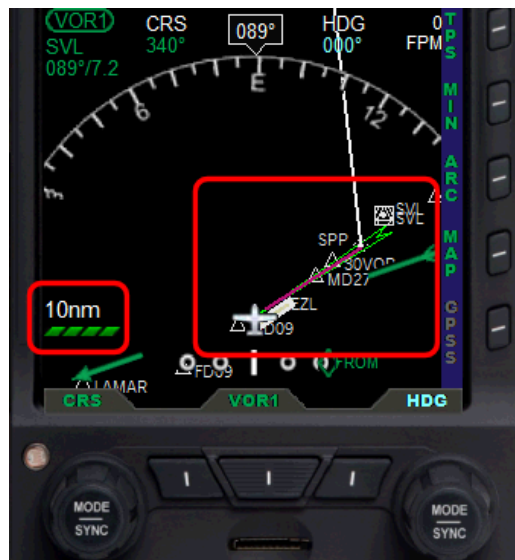 VOR1 CRS 089° HDG 0
SVL 340° 000° FPM
089°/7.2
TPS
MIN
ARC
MAP
GPSS
E
6
12
3
SVL
SVL
SPP
30VOR
MD27
EZL
FD09
10nm
FD09
FROM
LAMAR
CRS VOR1 HDG
MODE
SYNC
MODE
SYNC